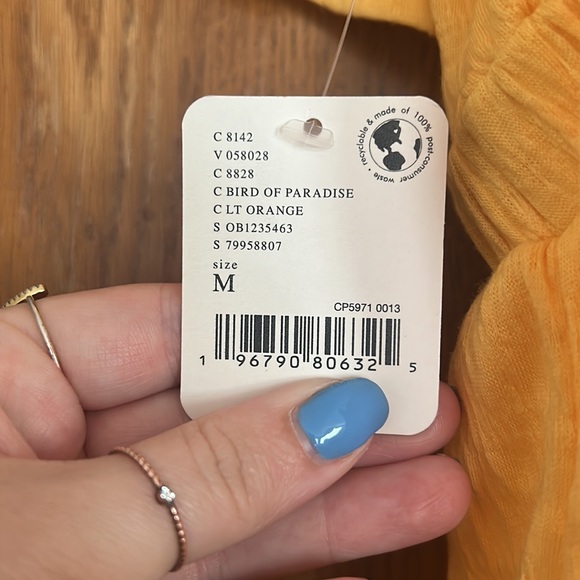 C 8142
V 058028
C 8828
C BIRD OF PARADISE
C LT ORANGE
S OB1235463
S 79958807
size
M
recyclable & made of 100% post-consumer waste •
CP5971 0013
1 96790 80632 5